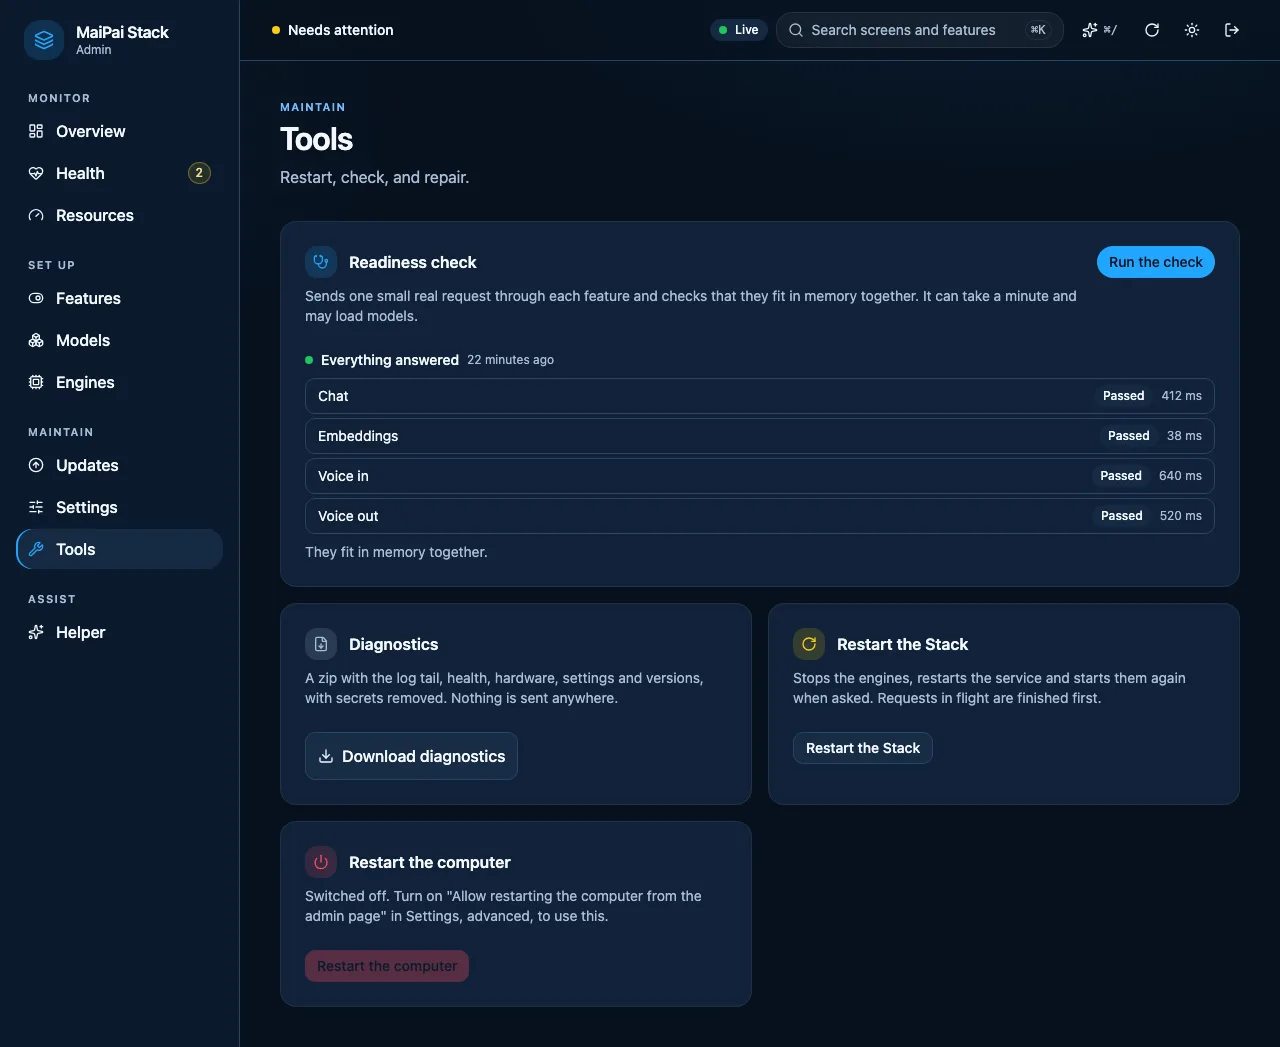 MaiPai Stack
Admin
MONITOR
Overview
Health
2
Resources
SET UP
Features
Models
Engines
MAINTAIN
Updates
Settings
Tools
ASSIST
Helper
Needs attention
Live
Search screens and features
⌘K
⌘/
MAINTAIN
Tools
Restart, check, and repair.
Readiness check
Run the check
Sends one small real request through each feature and checks that they fit in memory together. It can take a minute and
may load models.
Everything answered 22 minutes ago
Chat Passed 412 ms
Embeddings Passed 38 ms
Voice in Passed 640 ms
Voice out Passed 520 ms
They fit in memory together.
Diagnostics
A zip with the log tail, health, hardware, settings and versions,
with secrets removed. Nothing is sent anywhere.
Download diagnostics
Restart the Stack
Stops the engines, restarts the service and starts them again
when asked. Requests in flight are finished first.
Restart the Stack
Restart the computer
Switched off. Turn on "Allow restarting the computer from the
admin page" in Settings, advanced, to use this.
Restart the computer